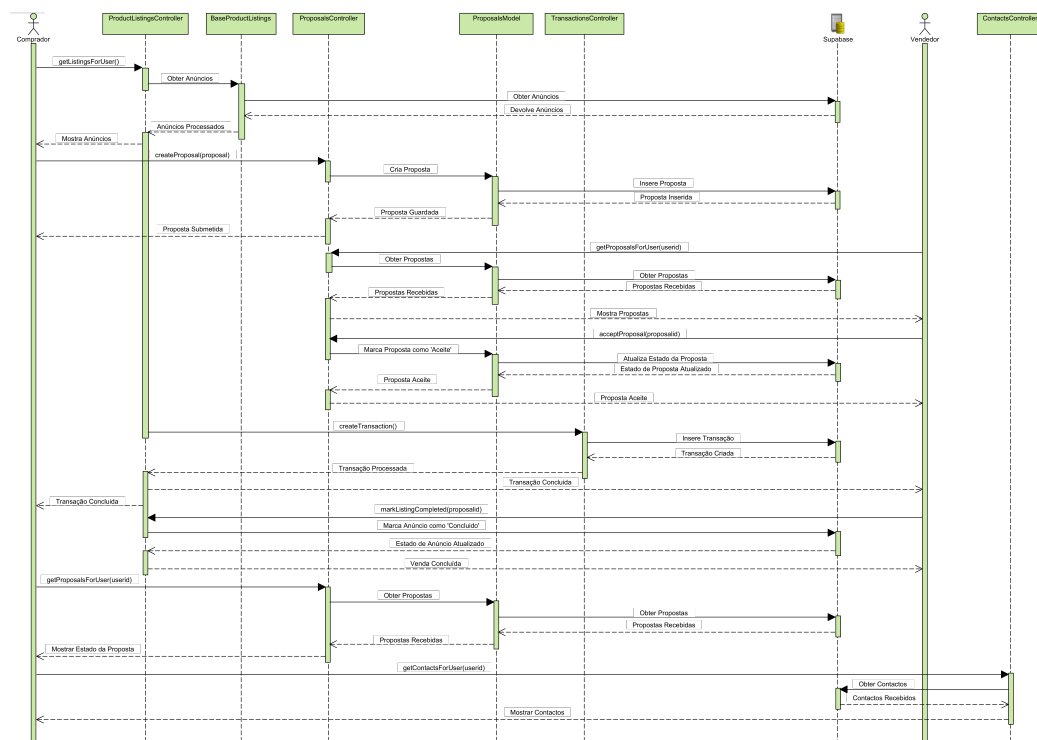 ProductListingsController
BaseProductListings
ProposalsController
ProposalsModel
TransactionsController
ContactsController
Comprador
Supabase
Vendedor
getListingsForUser()
Obter Anúncios
Obter Anúncios
Devolve Anúncios
Anúncios Processados
Mostra Anúncios
createProposal(proposal)
Cria Proposta
Insere Proposta
Proposta Inserida
Proposta Guardada
Proposta Submetida
getProposalsForUser(userid)
Obter Propostas
Obter Propostas
Propostas Recebidas
Propostas Recebidas
Mostra Propostas
acceptProposal(proposalid)
Marca Proposta como 'Aceite'
Atualiza Estado da Proposta
Estado de Proposta Atualizado
Proposta Aceite
Proposta Aceite
createTransaction()
Insere Transação
Transação Criada
Transação Processada
Transação Concluída
Transação Concluída
markListingCompleted(proposalid)
Marca Anúncio como 'Concluido'
Estado de Anúncio Atualizado
Venda Concluída
getProposalsForUser(userid)
Obter Propostas
Obter Propostas
Propostas Recebidas
Propostas Recebidas
Mostrar Estado da Proposta
getContactsForUser(userid)
Obter Contactos
Contactos Recebidos
Mostrar Contactos